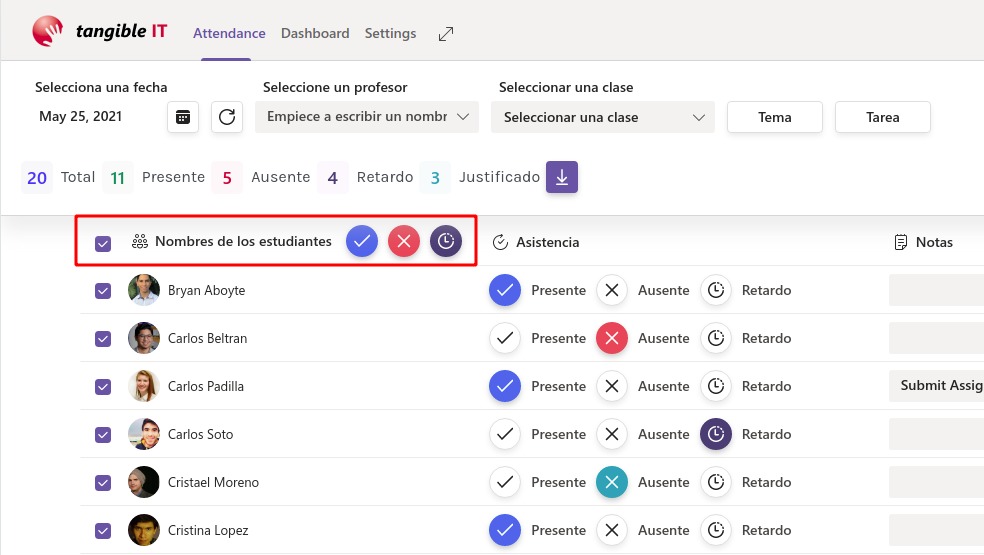 tangible IT Attendance Dashboard Settings
Selecciona una fecha Seleccione un profesor Seleccionar una clase
May 25, 2021 Empiece a escribir un nombr Seleccionar una clase Tema Tarea
20 Total 11 Presente 5 Ausente 4 Retardo 3 Justificado
Nombres de los estudiantes Asistencia Notas
Bryan Aboyte Presente Ausente Retardo
Carlos Beltran Presente Ausente Retardo
Carlos Padilla Presente Ausente Retardo Submit Assig
Carlos Soto Presente Ausente Retardo
Cristael Moreno Presente Ausente Retardo
Cristina Lopez Presente Ausente Retardo